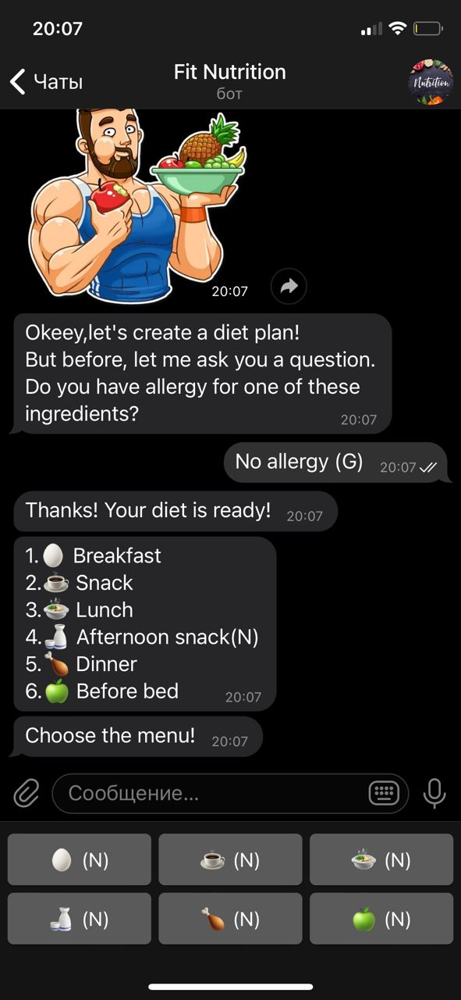 20:07
Чаты
Fit Nutrition
бот
Nutrition
20:07
Okeey,let's create a diet plan!
But before, let me ask you a question.
Do you have allergy for one of these
ingredients?
20:07
No allergy (G) 20:07
Thanks! Your diet is ready! 20:07
1.🥚 Breakfast
2.☕ Snack
3.🍲 Lunch
4.🍶 Afternoon snack(N)
5.🍗 Dinner
6.🍏 Before bed 20:07
Choose the menu! 20:07
Сообщение...
🥚 (N) ☕ (N) 🍲 (N)
🍶 (N) 🍗 (N) 🍏 (N)